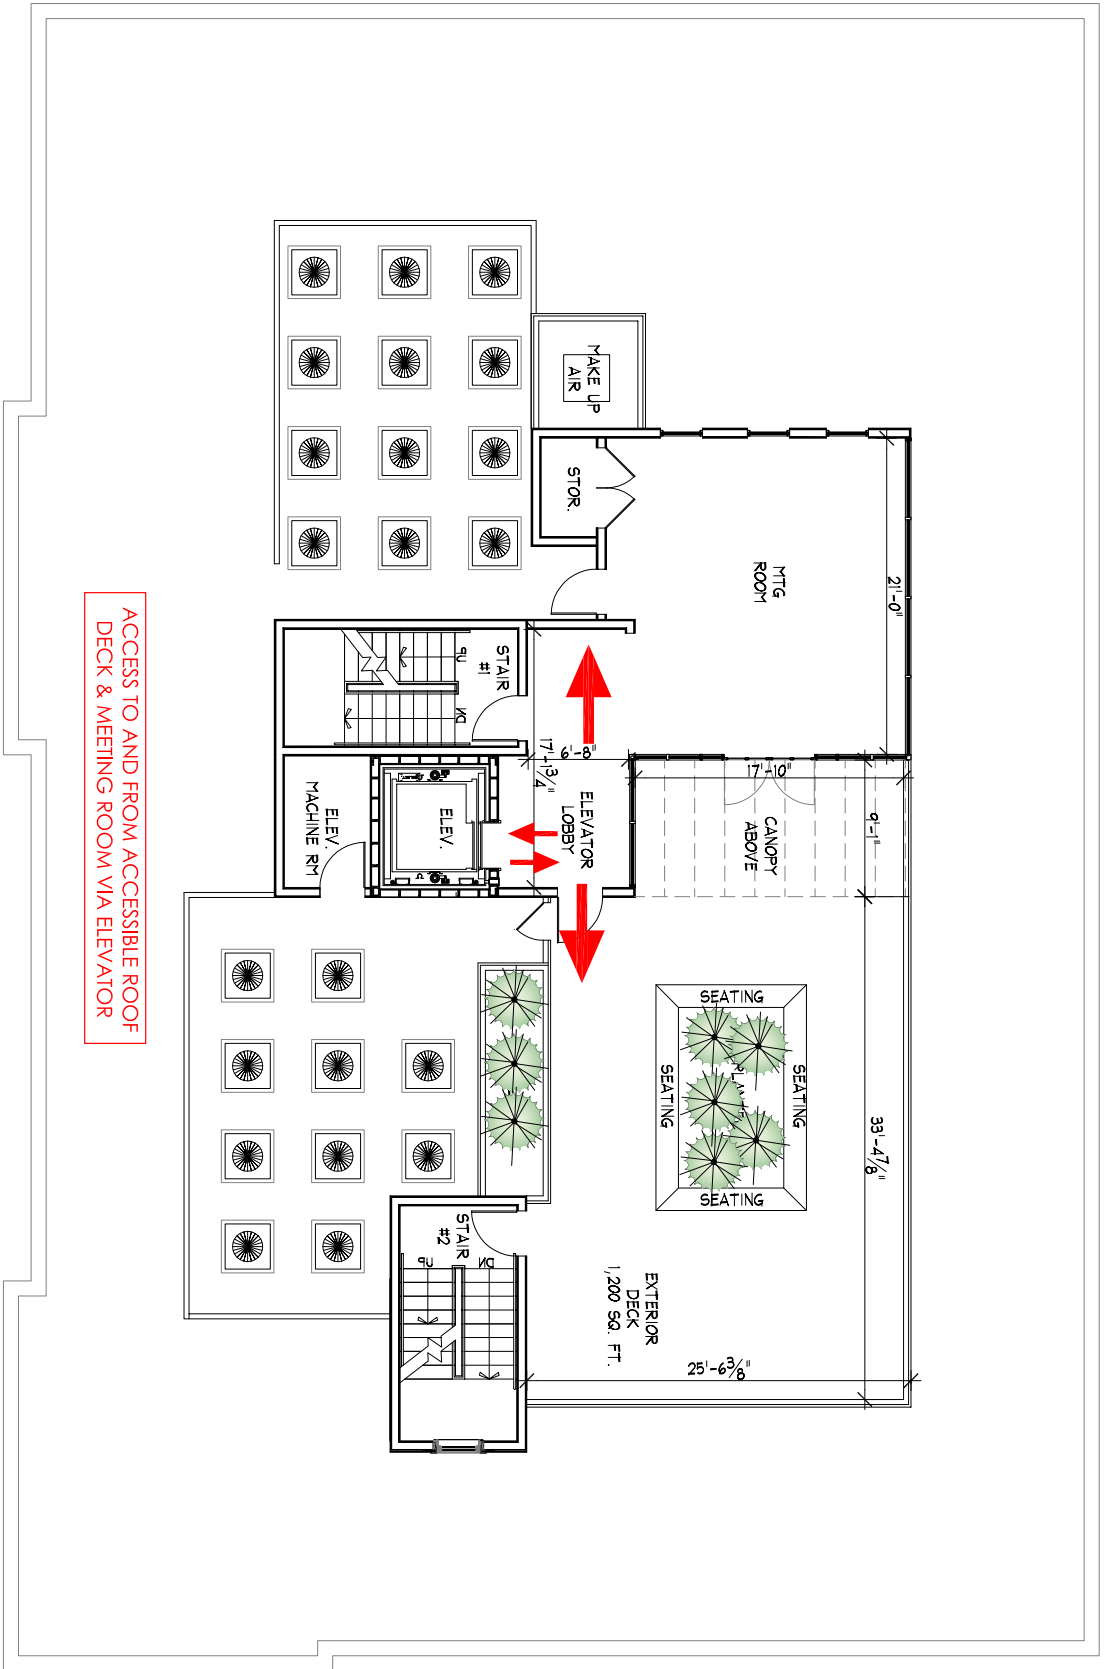 MAKE UP
AIR
STOR.
MTG
ROOM
21'-0"
STAIR
#1
UP
DN
6'-8"
17'-1 3/4"
17'-10"
ELEVATOR
LOBBY
ELEV.
ELEV.
MACHINE RM
CANOPY
ABOVE
9'-1"
SEATING
SEATING
SEATING
SEATING
33'-4 7/8"
STAIR
#2
UP
DN
EXTERIOR
DECK
1,200 SQ. FT.
25'-6 3/8"
ACCESS TO AND FROM ACCESSIBLE ROOF
DECK & MEETING ROOM VIA ELEVATOR